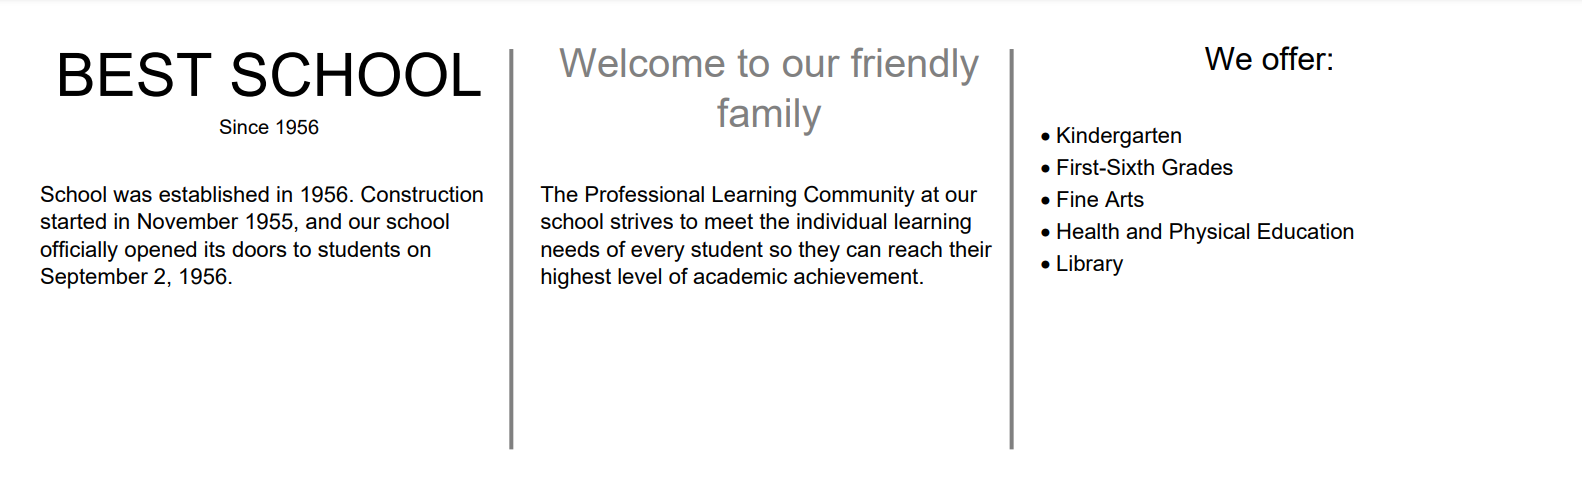 BEST SCHOOL
Since 1956
School was established in 1956. Construction
started in November 1955, and our school
officially opened its doors to students on
September 2, 1956.
Welcome to our friendly
family
The Professional Learning Community at our
school strives to meet the individual learning
needs of every student so they can reach their
highest level of academic achievement.
We offer:
• Kindergarten
• First-Sixth Grades
• Fine Arts
• Health and Physical Education
• Library